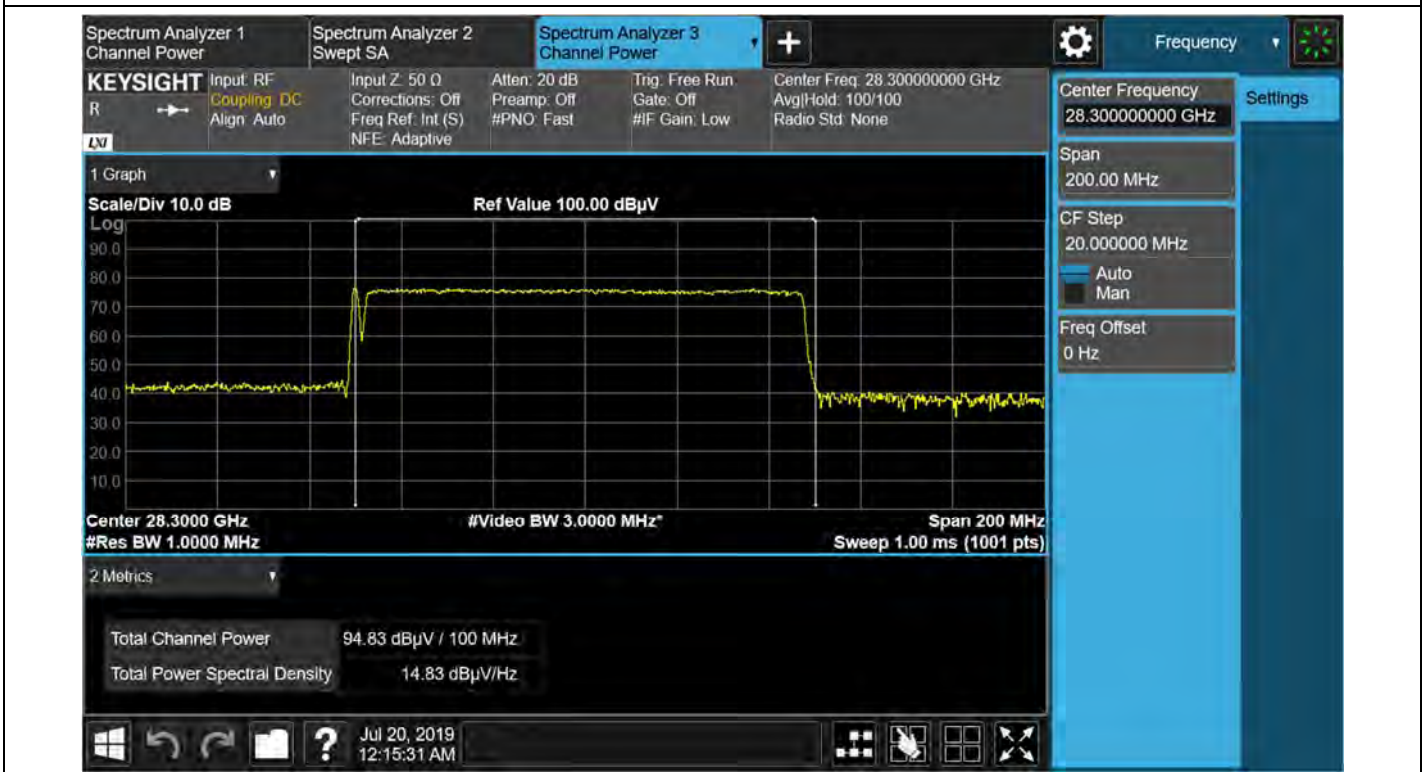 Spectrum Analyzer 1
Channel Power
Spectrum Analyzer 2
Swept SA
Spectrum Analyzer 3
Channel Power
Frequency
KEYSIGHT
R
LXI
Input: RF
Coupling: DC
Align: Auto
Input Z: 50 Ω
Corrections: Off
Freq Ref: Int (S)
NFE: Adaptive
Atten: 20 dB
Preamp: Off
#PNO: Fast
Trig: Free Run
Gate: Off
#IF Gain: Low
Center Freq: 28.300000000 GHz
Avg|Hold: 100/100
Radio Std: None
Center Frequency
28.300000000 GHz
Settings
Span
200.00 MHz
CF Step
20.000000 MHz
Auto
Man
Freq Offset
0 Hz
1 Graph
Scale/Div 10.0 dB
Ref Value 100.00 dBµV
Log
90.0
80.0
70.0
60.0
50.0
40.0
30.0
20.0
10.0
Center 28.3000 GHz
#Video BW 3.0000 MHz*
Span 200 MHz
#Res BW 1.0000 MHz
Sweep 1.00 ms (1001 pts)
2 Metrics
Total Channel Power 94.83 dBµV / 100 MHz
Total Power Spectral Density 14.83 dBµV/Hz
?
Jul 20, 2019
12:15:31 AM